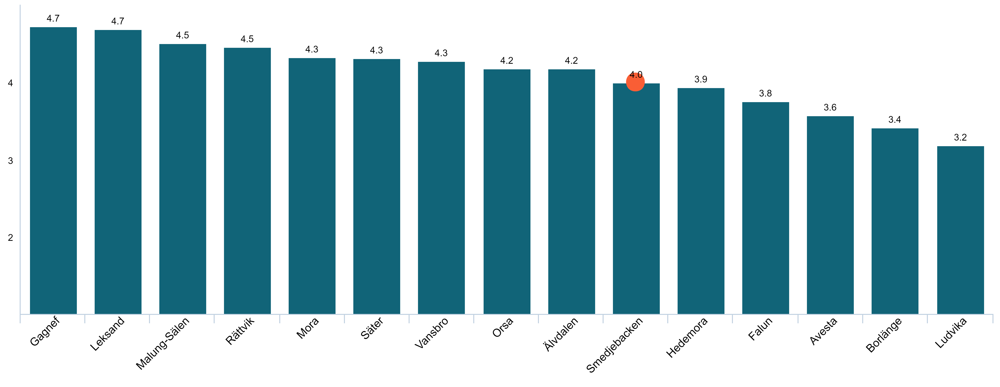 4.7
4.7
4.5
4.5
4.3
4.3
4.3
4.2
4.2
4.0
3.9
3.8
3.6
3.4
3.2
4
3
2
Gagnef
Leksand
Malung-Sälen
Rättvik
Mora
Säter
Vansbro
Orsa
Älvdalen
Smedjebacken
Hedemora
Falun
Avesta
Borlänge
Ludvika